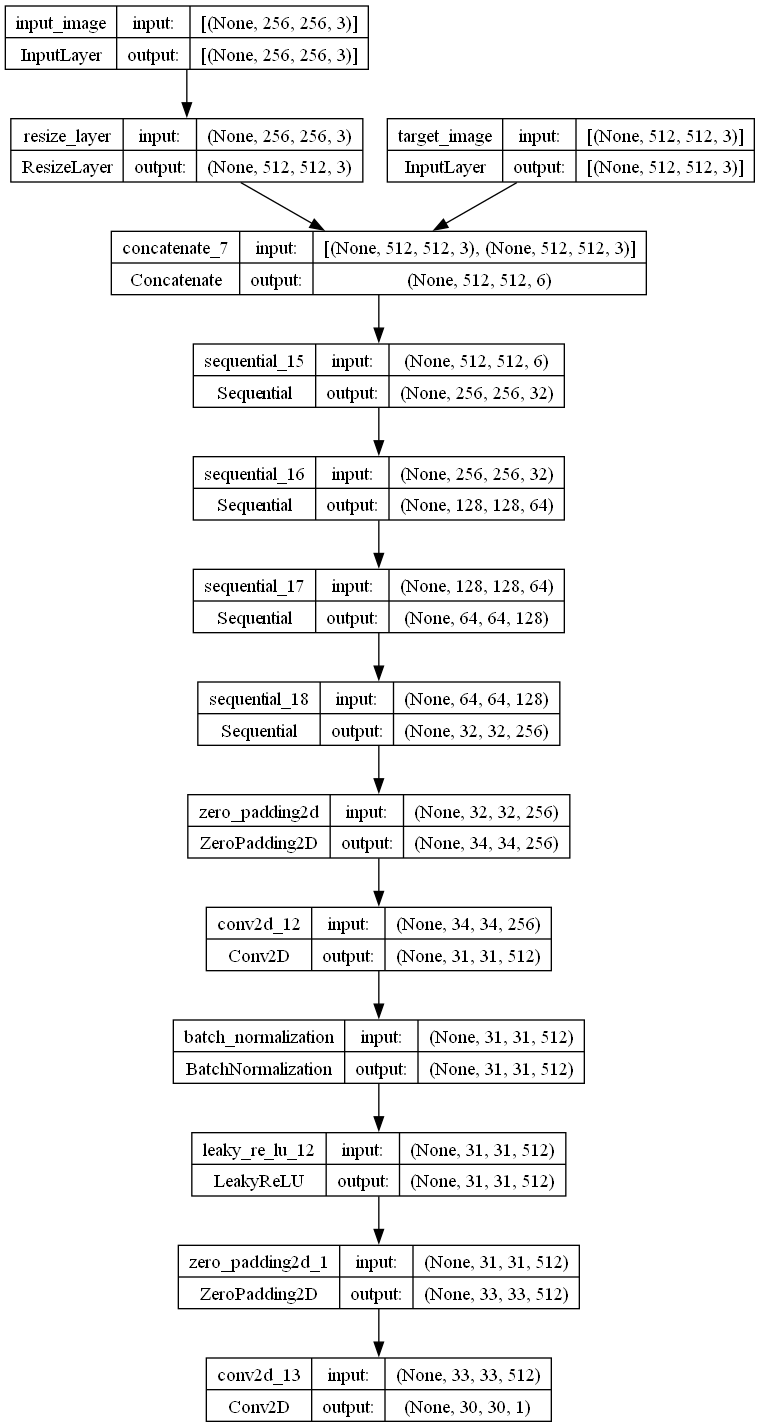 input_image input: [(None, 256, 256, 3)]
InputLayer output: [(None, 256, 256, 3)]
resize_layer input: (None, 256, 256, 3)
ResizeLayer output: (None, 512, 512, 3)
target_image input: [(None, 512, 512, 3)]
InputLayer output: [(None, 512, 512, 3)]
concatenate_7 input: [(None, 512, 512, 3), (None, 512, 512, 3)]
Concatenate output: (None, 512, 512, 6)
sequential_15 input: (None, 512, 512, 6)
Sequential output: (None, 256, 256, 32)
sequential_16 input: (None, 256, 256, 32)
Sequential output: (None, 128, 128, 64)
sequential_17 input: (None, 128, 128, 64)
Sequential output: (None, 64, 64, 128)
sequential_18 input: (None, 64, 64, 128)
Sequential output: (None, 32, 32, 256)
zero_padding2d input: (None, 32, 32, 256)
ZeroPadding2D output: (None, 34, 34, 256)
conv2d_12 input: (None, 34, 34, 256)
Conv2D output: (None, 31, 31, 512)
batch_normalization input: (None, 31, 31, 512)
BatchNormalization output: (None, 31, 31, 512)
leaky_re_lu_12 input: (None, 31, 31, 512)
LeakyReLU output: (None, 31, 31, 512)
zero_padding2d_1 input: (None, 31, 31, 512)
ZeroPadding2D output: (None, 33, 33, 512)
conv2d_13 input: (None, 33, 33, 512)
Conv2D output: (None, 30, 30, 1)